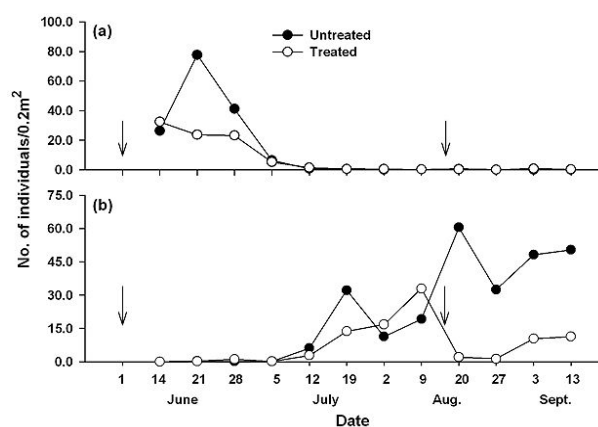 100.0
(a)
Untreated
Treated
80.0
60.0
40.0
20.0
0.0
No. of individuals/0.2m²
75.0
(b)
60.0
45.0
30.0
15.0
0.0
1 14 21 28 5 12 19 2 9 20 27 3 13
June July Aug. Sept.
Date